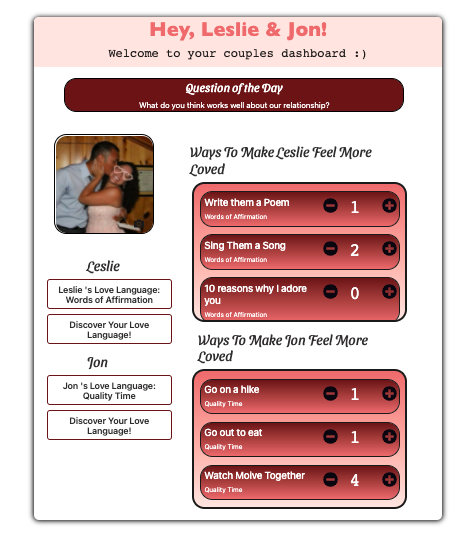 Hey, Leslie & Jon!
Welcome to your couples dashboard :)
Question of the Day
What do you think works well about our relationship?
Ways To Make Leslie Feel More
Loved
Write them a Poem
Words of Affirmation
1
Sing Them a Song
Words of Affirmation
2
10 reasons why I adore
you
Words of Affirmation
0
Leslie
Leslie 's Love Language:
Words of Affirmation
Discover Your Love
Language!
Jon
Jon 's Love Language:
Quality Time
Discover Your Love
Language!
Ways To Make Jon Feel More
Loved
Go on a hike
Quality Time
1
Go out to eat
Quality Time
1
Watch Moive Together
Quality Time
4